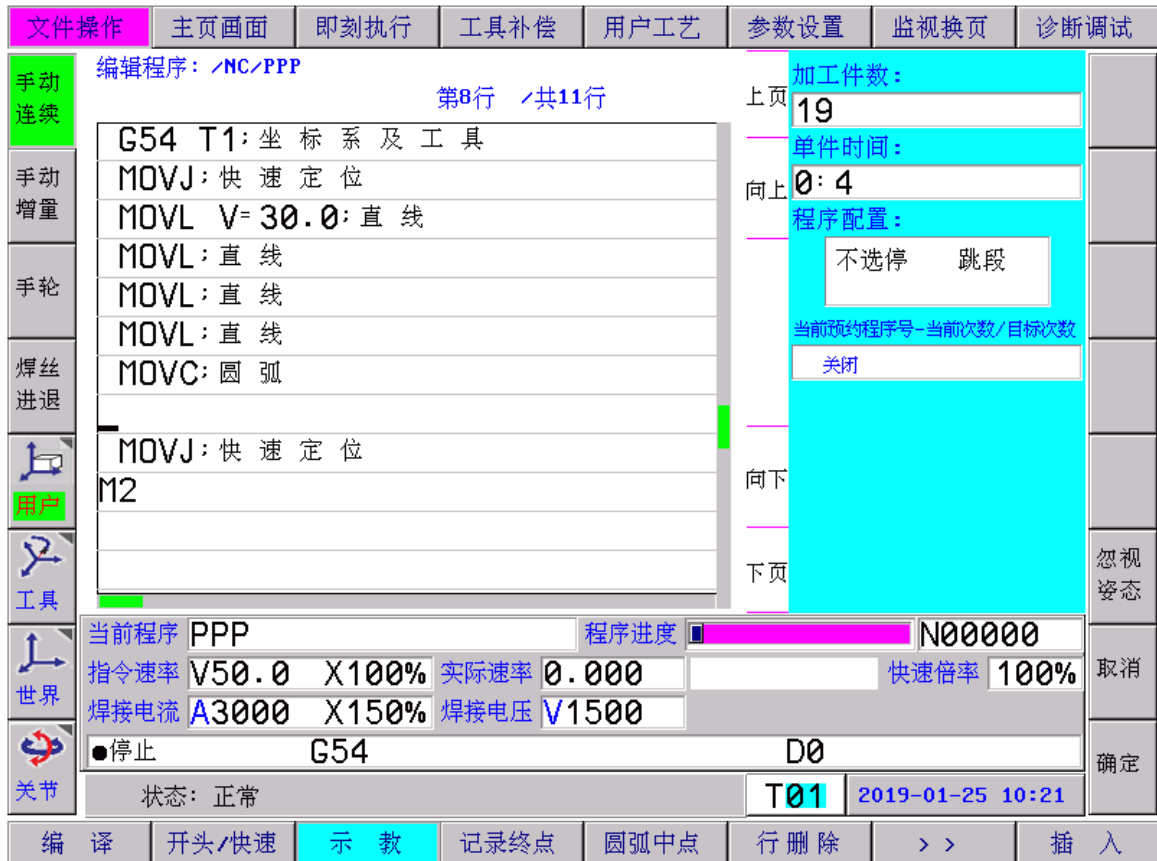 文件操作 主页画面 即刻执行 工具补偿 用户工艺 参数设置 监视换页 诊断调试
手动
连续
手动
增量
手轮
焊丝
进退
用户
工具
世界
关节
编辑程序: /NC/PPP
第8行 /共11行
G54 T1;坐 标 系 及 工 具
MOVJ;快 速 定 位
MOVL V=30.0;直 线
MOVL;直 线
MOVL;直 线
MOVL;直 线
MOVC;圆 弧
MOVJ;快 速 定 位
M2
上页
向上
向下
下页
加工件数:
19
单件时间:
0: 4
程序配置:
不选停 跳段
当前预约程序号-当前次数/目标次数
关闭
忽视
姿态
取消
确定
当前程序 PPP 程序进度 N00000
指令速率 V50.0 X100% 实际速率 0.000 快速倍率 100%
焊接电流 A3000 X150% 焊接电压 V1500
●停止 G54 D0
状态: 正常 T01 2019-01-25 10:21
编 译 开头/快速 示 教 记录终点 圆弧中点 行 删 除 > > 插 入